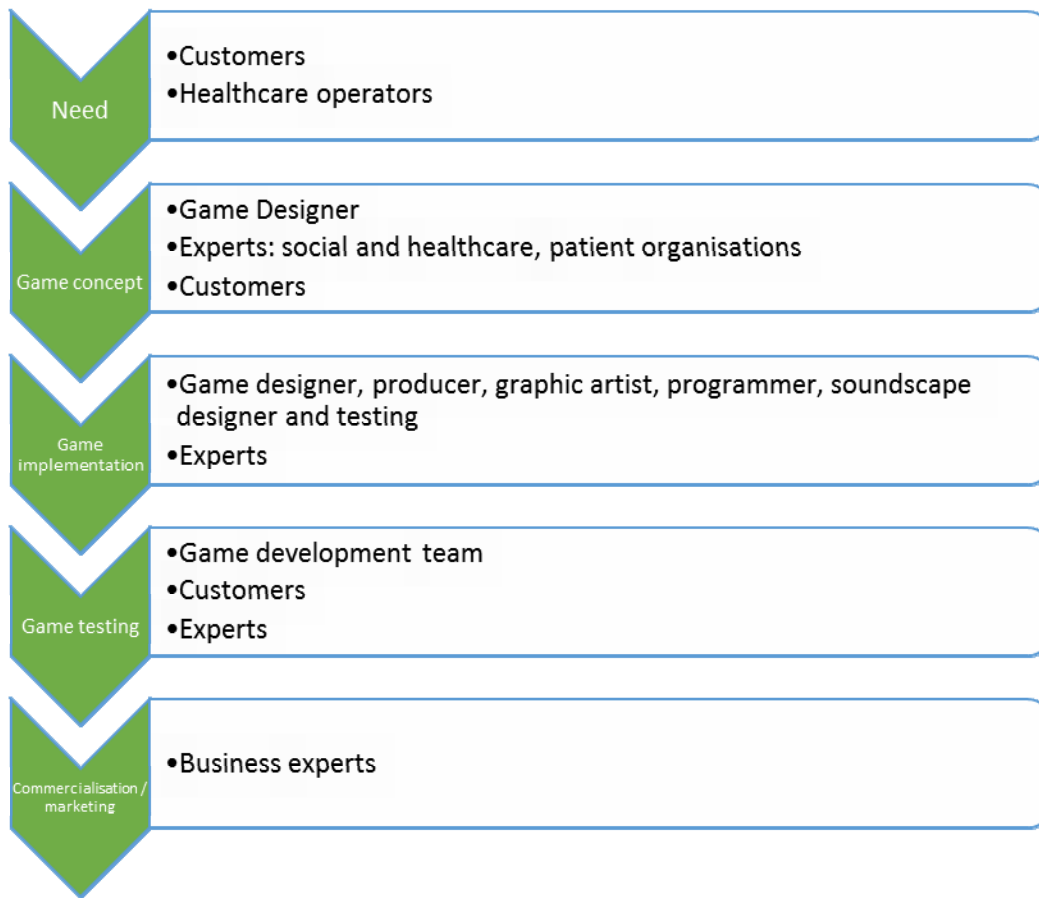 Need
•Customers
•Healthcare operators
Game concept
•Game Designer
•Experts: social and healthcare, patient organisations
•Customers
Game
implementation
•Game designer, producer, graphic artist, programmer, soundscape
designer and testing
•Experts
Game testing
•Game development team
•Customers
•Experts
Commercialisation /
marketing
•Business experts